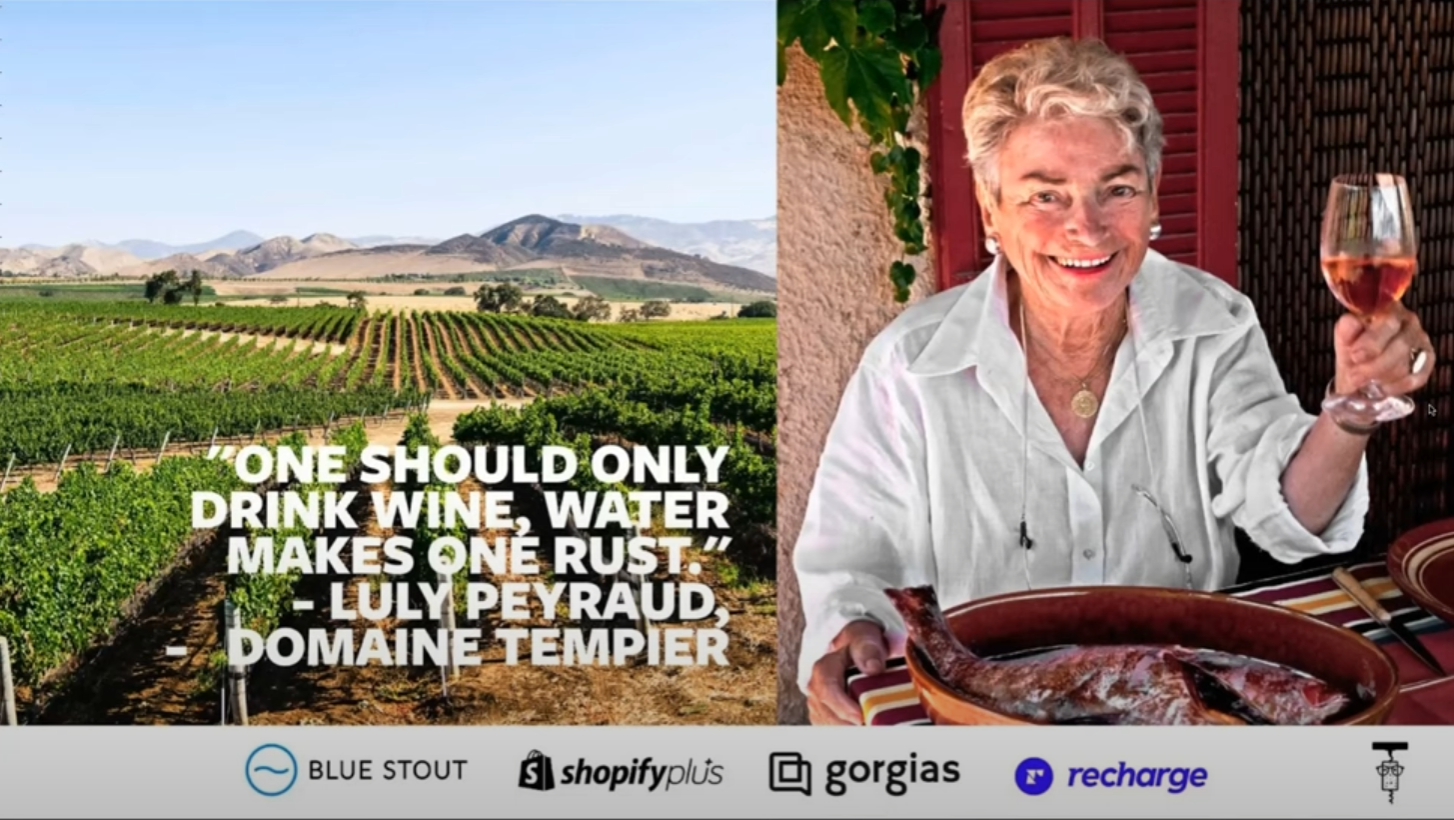 "ONE SHOULD ONLY
DRINK WINE, WATER
MAKES ONE RUST."
- LULY PEYRAUD,
- DOMAINE TEMPIER
BLUE STOUT
shopifyplus
gorgias
recharge